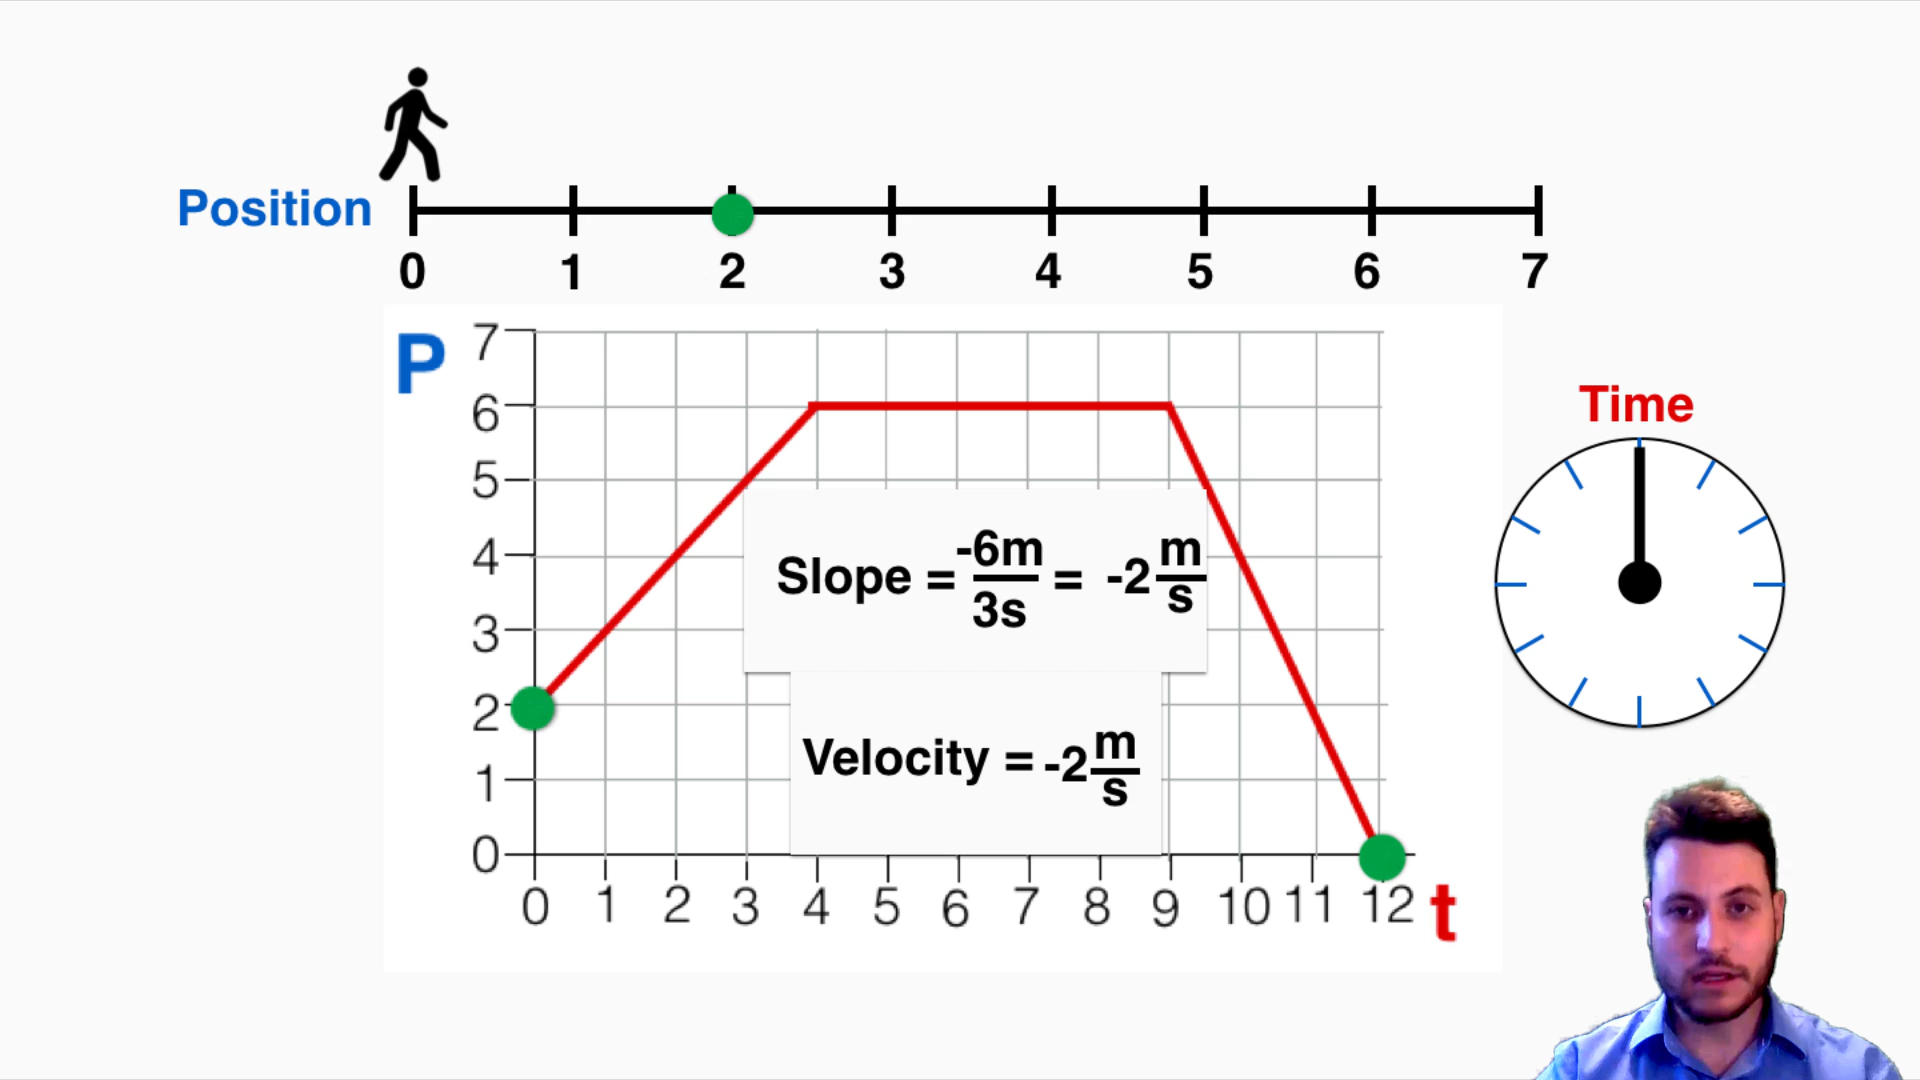 Position
0 1 2 3 4 5 6 7
P
7
6
5
4
3
2
1
0
Slope = -6m/3s = -2 m/s
Velocity = -2 m/s
0 1 2 3 4 5 6 7 8 9 10 11 12 t
Time